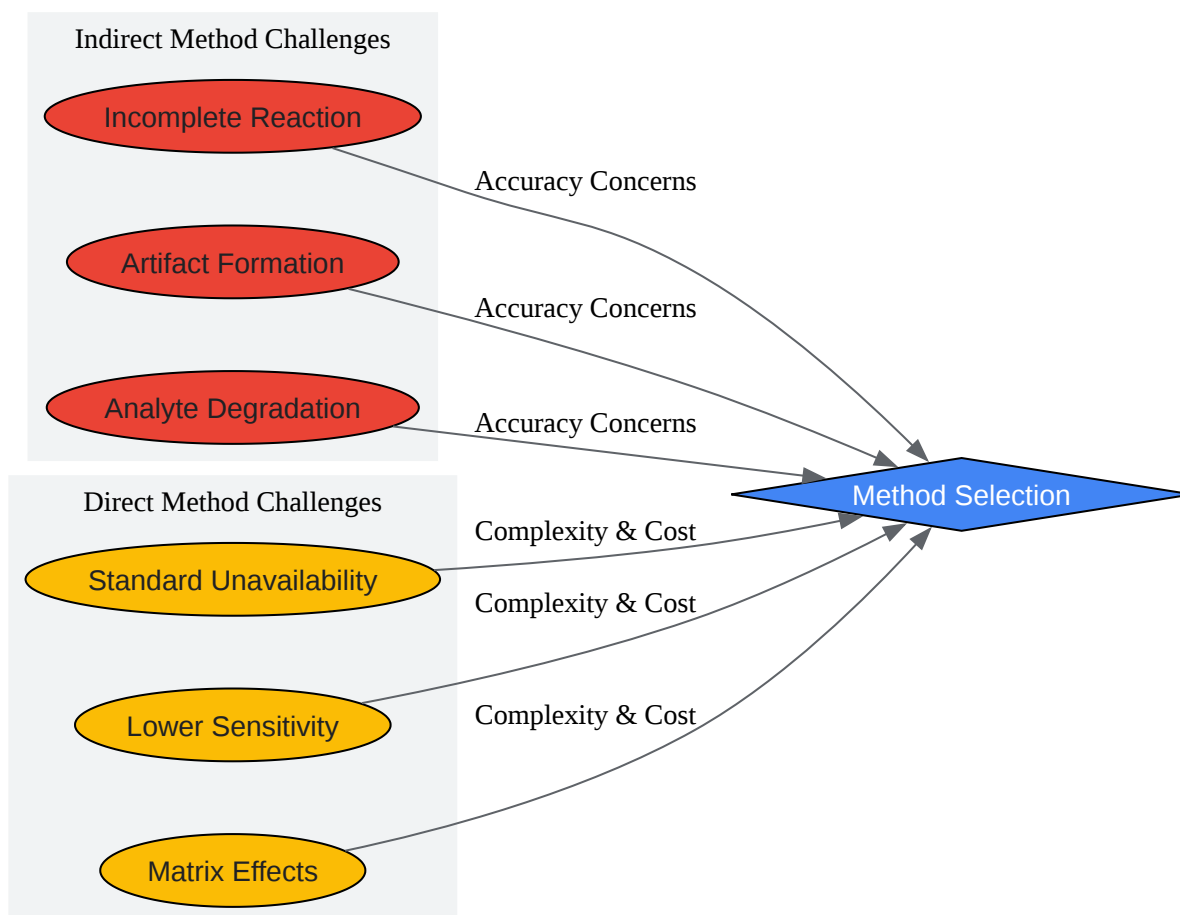 Indirect Method Challenges
Incomplete Reaction
Accuracy Concerns
Artifact Formation
Accuracy Concerns
Analyte Degradation
Accuracy Concerns
Method Selection
Direct Method Challenges
Standard Unavailability
Complexity & Cost
Lower Sensitivity
Complexity & Cost
Matrix Effects
Complexity & Cost